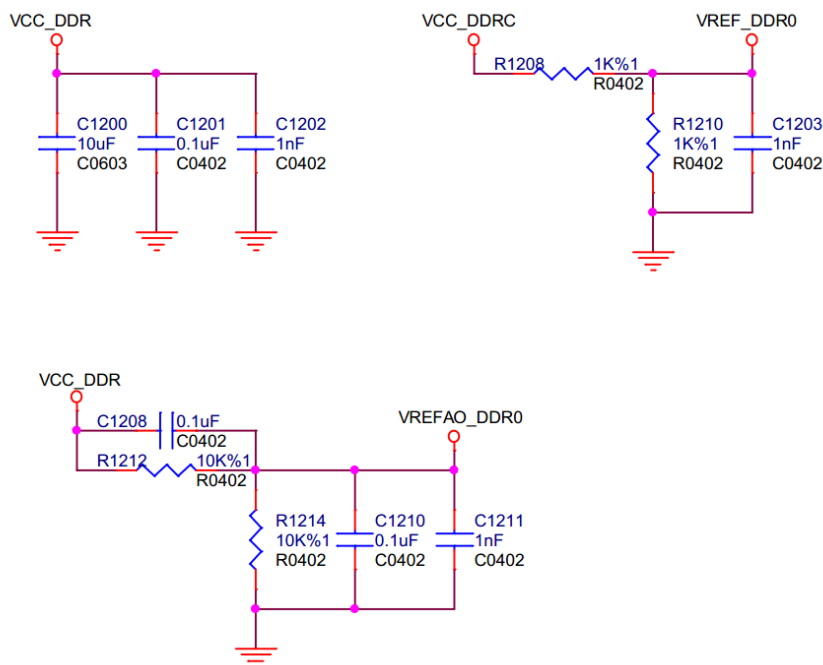 VCC_DDR
C1200
10uF
C0603
C1201
0.1uF
C0402
C1202
1nF
C0402
VCC_DDRC
VREF_DDR0
R1208
1K%1
R0402
R1210
1K%1
R0402
C1203
1nF
C0402
VCC_DDR
C1208
0.1uF
C0402
VREFAO_DDR0
R1212
10K%1
R0402
R1214
10K%1
R0402
C1210
0.1uF
C0402
C1211
1nF
C0402